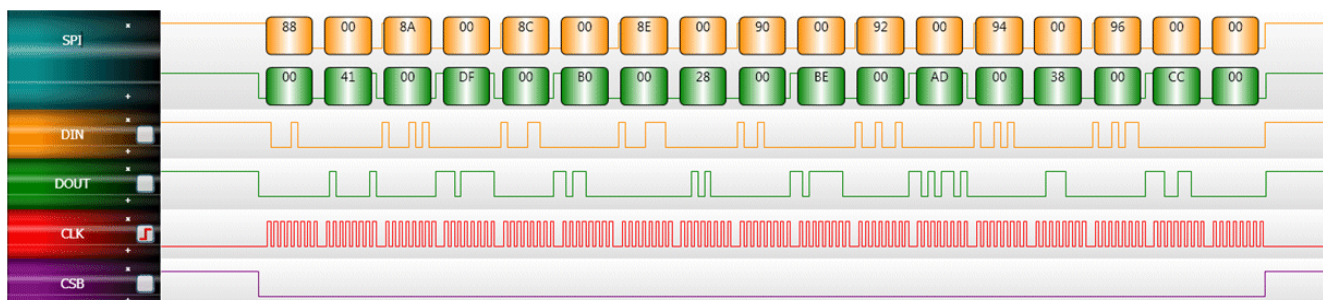 88 00 8A 00 8C 00 8E 00 90 00 92 00 94 00 96 00 00
SPI
00 41 00 DF 00 B0 00 28 00 BE 00 AD 00 38 00 CC 00
DIN
DOUT
CLK
CSB